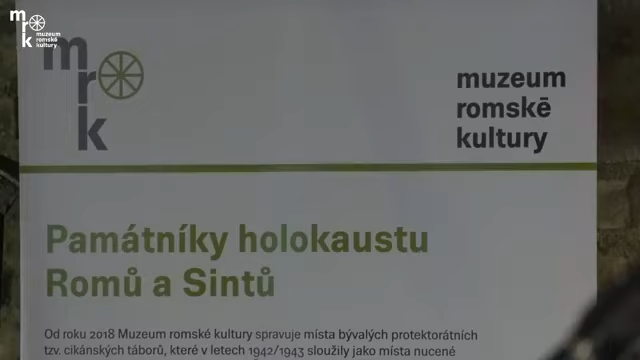 mrk muzeum
romské
kultury
mrk
muzeum
romské
kultury
Památníky holokaustu
Romů a Sintů
Od roku 2018 Muzeum romské kultury spravuje místa bývalých protektorátních
tzv. cikánských táborů, které v letech 1942/1943 sloužily jako místa nucené